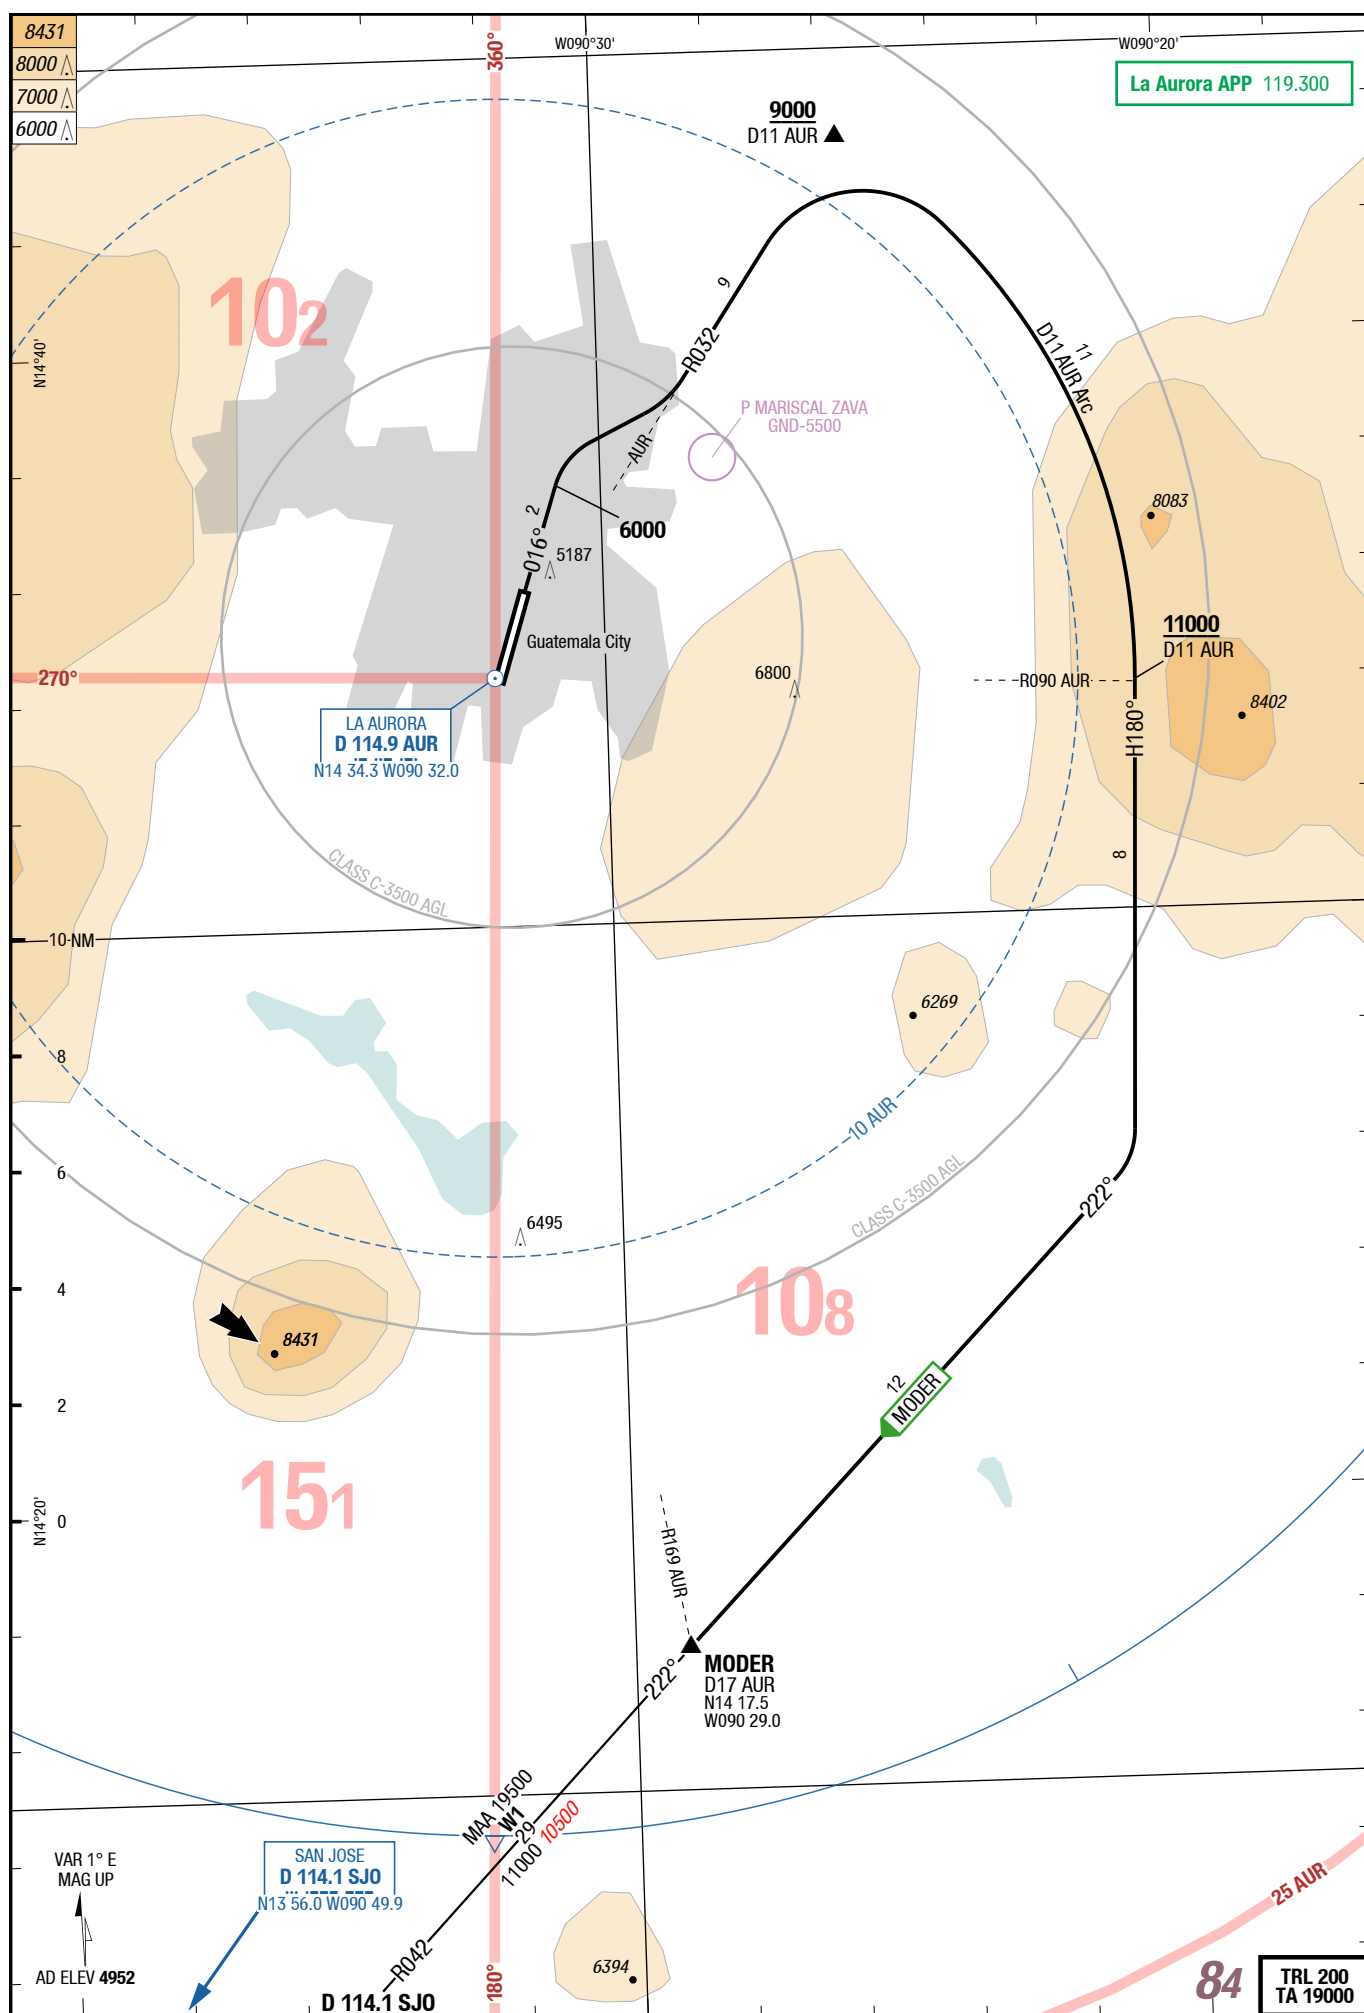 8431
8000
7000
6000
360°
W090°30'
W090°20'
La Aurora APP 119.300
9000
D11 AUR
102
N14°40'
9
R032
11
D11 AUR Arc
P MARISCAL ZAVA
GND-5500
AUR
2
016°
6000
5187
8083
Guatemala City
11000
D11 AUR
270°
6800
R090 AUR
8402
H180°
LA AURORA
D 114.9 AUR
N14 34.3 W090 32.0
8
CLASS C-3500 AGL
10 NM
6269
8
10 AUR
6
CLASS C-3500 AGL
222°
6495
4
108
8431
12
MODER
2
151
N14°20'
0
R169 AUR
MODER
D17 AUR
N14 17.5
W090 29.0
222°
MAA 19500
W1
29
11000 10500
VAR 1° E
MAG UP
SAN JOSE
D 114.1 SJO
N13 56.0 W090 49.9
25 AUR
AD ELEV 4952
R042
6394
84
TRL 200
TA 19000
180°
D 114.1 SJO